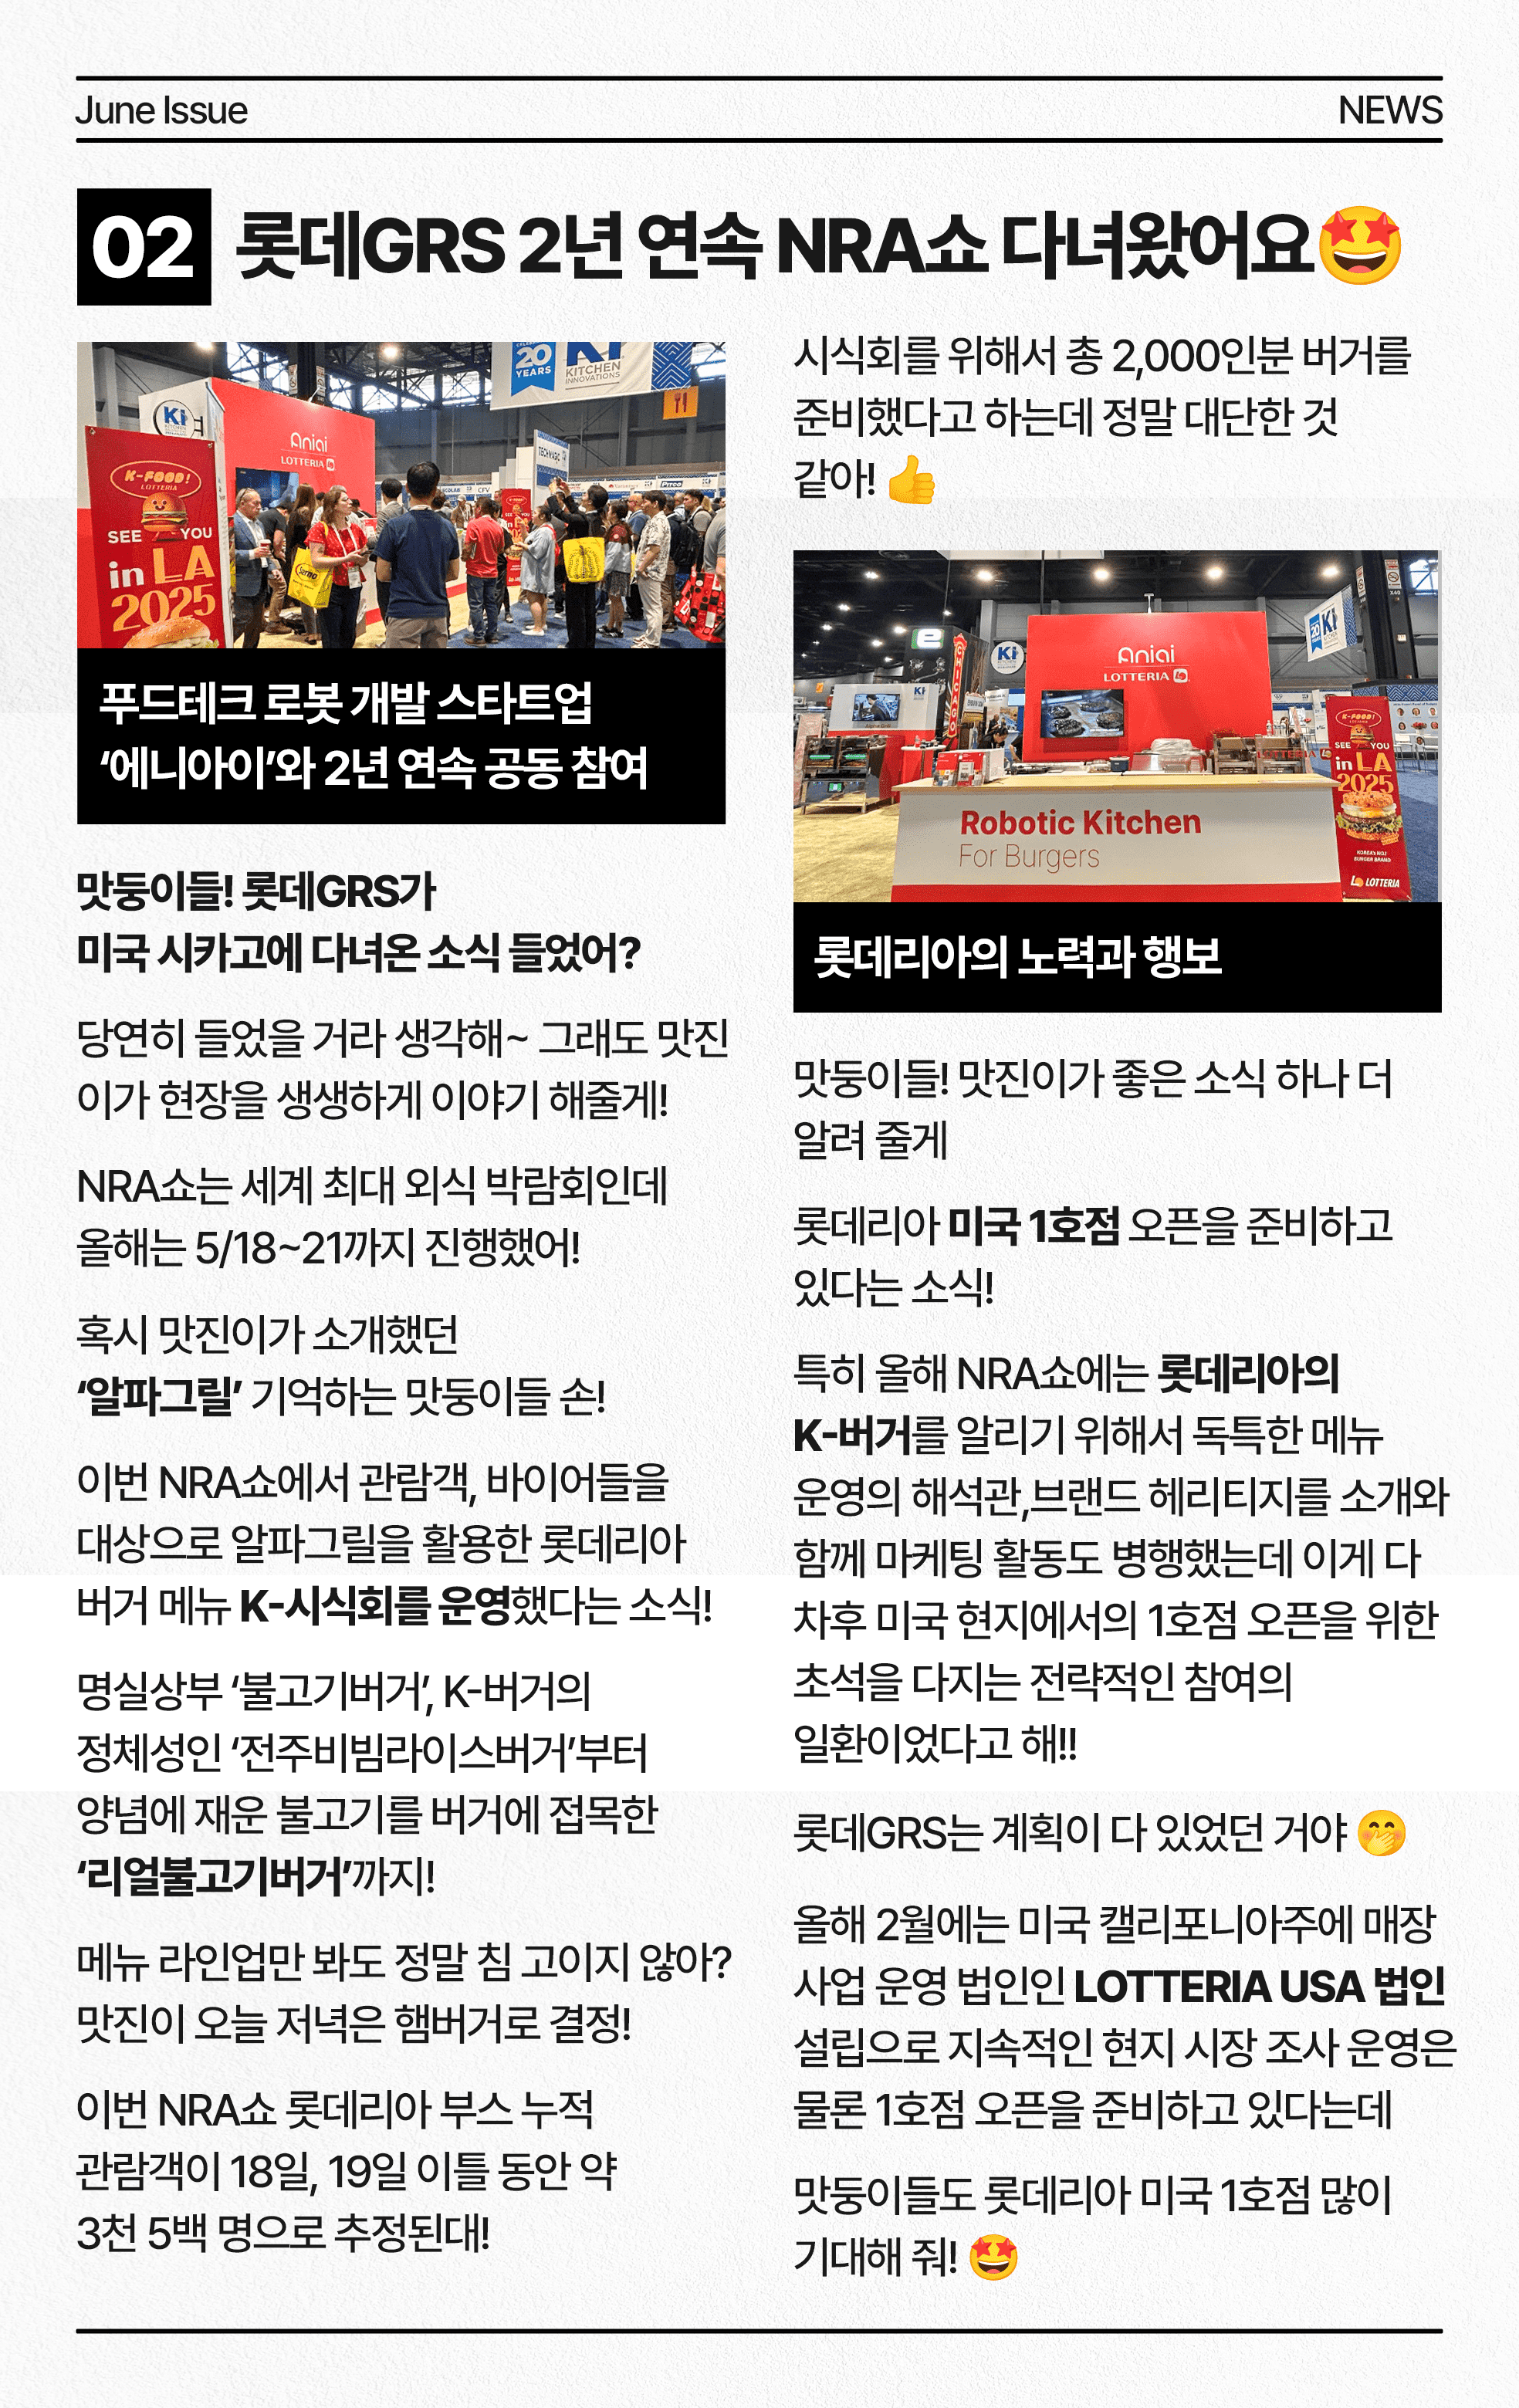 June Issue
NEWS
02
롯데GRS 2년 연속 NRA쇼 다녀왔어요🤩
20
YEARS
KI
KITCHEN
INNOVATIONS
Ki
Aniai
LOTTERIA
TECHMAGIC
K-FOOD!
LOTTERIA
SEE YOU
in LA
2025
푸드테크 로봇 개발 스타트업
‘에니아이’와 2년 연속 공동 참여
맛둥이들! 롯데GRS가
미국 시카고에 다녀온 소식 들었어?
당연히 들었을 거라 생각해~ 그래도 맛진
이가 현장을 생생하게 이야기 해줄게!
NRA쇼는 세계 최대 외식 박람회인데
올해는 5/18~21까지 진행했어!
혹시 맛진이가 소개했던
‘알파그릴’ 기억하는 맛둥이들 손!
이번 NRA쇼에서 관람객, 바이어들을
대상으로 알파그릴을 활용한 롯데리아
버거 메뉴 K-시식회를 운영했다는 소식!
명실상부 ‘불고기버거’, K-버거의
정체성인 ‘전주비빔라이스버거’부터
양념에 재운 불고기를 버거에 접목한
‘리얼불고기버거’까지!
메뉴 라인업만 봐도 정말 침 고이지 않아?
맛진이 오늘 저녁은 햄버거로 결정!
이번 NRA쇼 롯데리아 부스 누적
관람객이 18일, 19일 이틀 동안 약
3천 5백 명으로 추정된대!
시식회를 위해서 총 2,000인분 버거를
준비했다고 하는데 정말 대단한 것
같아! 👍
e
CHICAGO
Ki
20
YEARS
Ki
Aniai
LOTTERIA
K-FOOD!
SEE YOU
in LA
2025
KOREA'S NO.1
BURGER BRAND
LOTTERIA
Robotic Kitchen
For Burgers
롯데리아의 노력과 행보
맛둥이들! 맛진이가 좋은 소식 하나 더
알려 줄게
롯데리아 미국 1호점 오픈을 준비하고
있다는 소식!
특히 올해 NRA쇼에는 롯데리아의
K-버거를 알리기 위해서 독특한 메뉴
운영의 해석관,브랜드 헤리티지를 소개와
함께 마케팅 활동도 병행했는데 이게 다
차후 미국 현지에서의 1호점 오픈을 위한
초석을 다지는 전략적인 참여의
일환이었다고 해!!
롯데GRS는 계획이 다 있었던 거야 🤭
올해 2월에는 미국 캘리포니아주에 매장
사업 운영 법인인 LOTTERIA USA 법인
설립으로 지속적인 현지 시장 조사 운영은
물론 1호점 오픈을 준비하고 있다는데
맛둥이들도 롯데리아 미국 1호점 많이
기대해 줘! 🤩